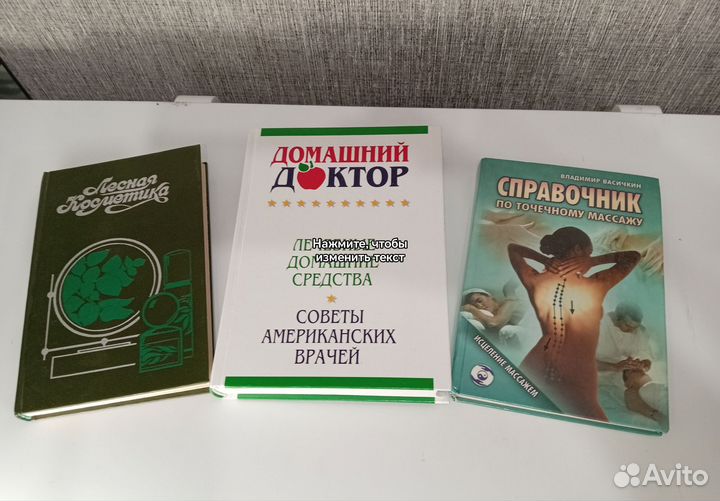 Лесная
Косметика
ДОМАШНИЙ
ДОКТОР
Нажмите, чтобы
изменить текст
ДОМАШНИЕ
СРЕДСТВА
СОВЕТЫ
АМЕРИКАНСКИХ
ВРАЧЕЙ
ВЛАДИМИР ВАСИЧКИН
СПРАВОЧНИК
ПО ТОЧЕЧНОМУ МАССАЖУ
ИСЦЕЛЕНИЕ МАССАЖЕМ
Avito